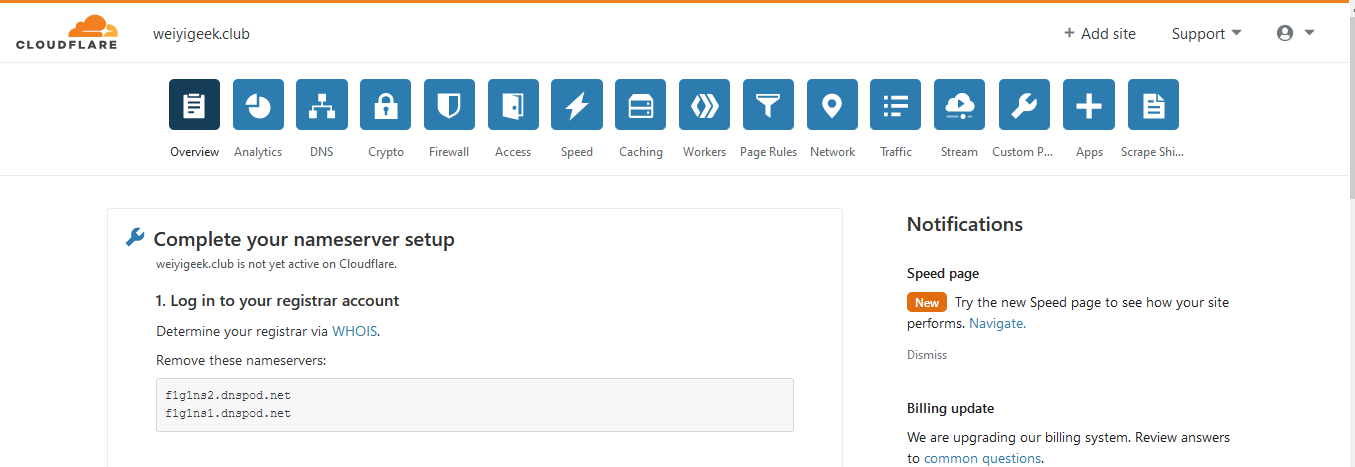 CLOUDFLARE
weiyigeek.club
+ Add site
Support
Overview
Analytics
DNS
Crypto
Firewall
Access
Speed
Caching
Workers
Page Rules
Network
Traffic
Stream
Custom P...
Apps
Scrape Shi...
Complete your nameserver setup
weiyigeek.club is not yet active on Cloudflare.
1. Log in to your registrar account
Determine your registrar via WHOIS.
Remove these nameservers:
f1g1ns2.dnspod.net
f1g1ns1.dnspod.net
Notifications
Speed page
New Try the new Speed page to see how your site
performs. Navigate.
Dismiss
Billing update
We are upgrading our billing system. Review answers
to common questions.